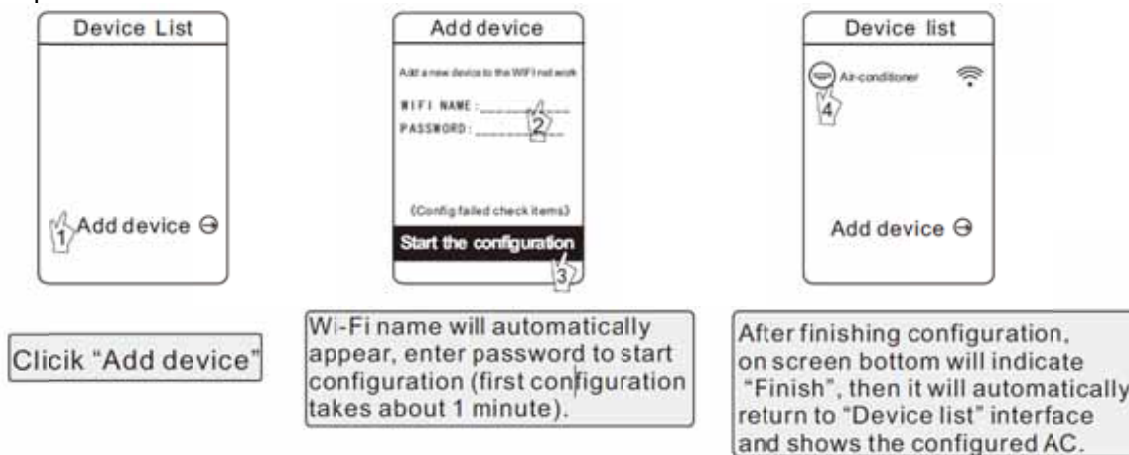 Device List
1
Add device
Add device
Add a new device to the WIFI network
WIFI NAME:
2
PASSWORD:
(Config failed check items)
Start the configuration
3
Device list
Air-conditioner
4
Add device
Clicik “Add device”
Wi-Fi name will automatically
appear, enter password to start
configuration (first configuration
takes about 1 minute).
After finishing configuration,
on screen bottom will indicate
“Finish”, then it will automatically
return to “Device list” interface
and shows the configured AC.